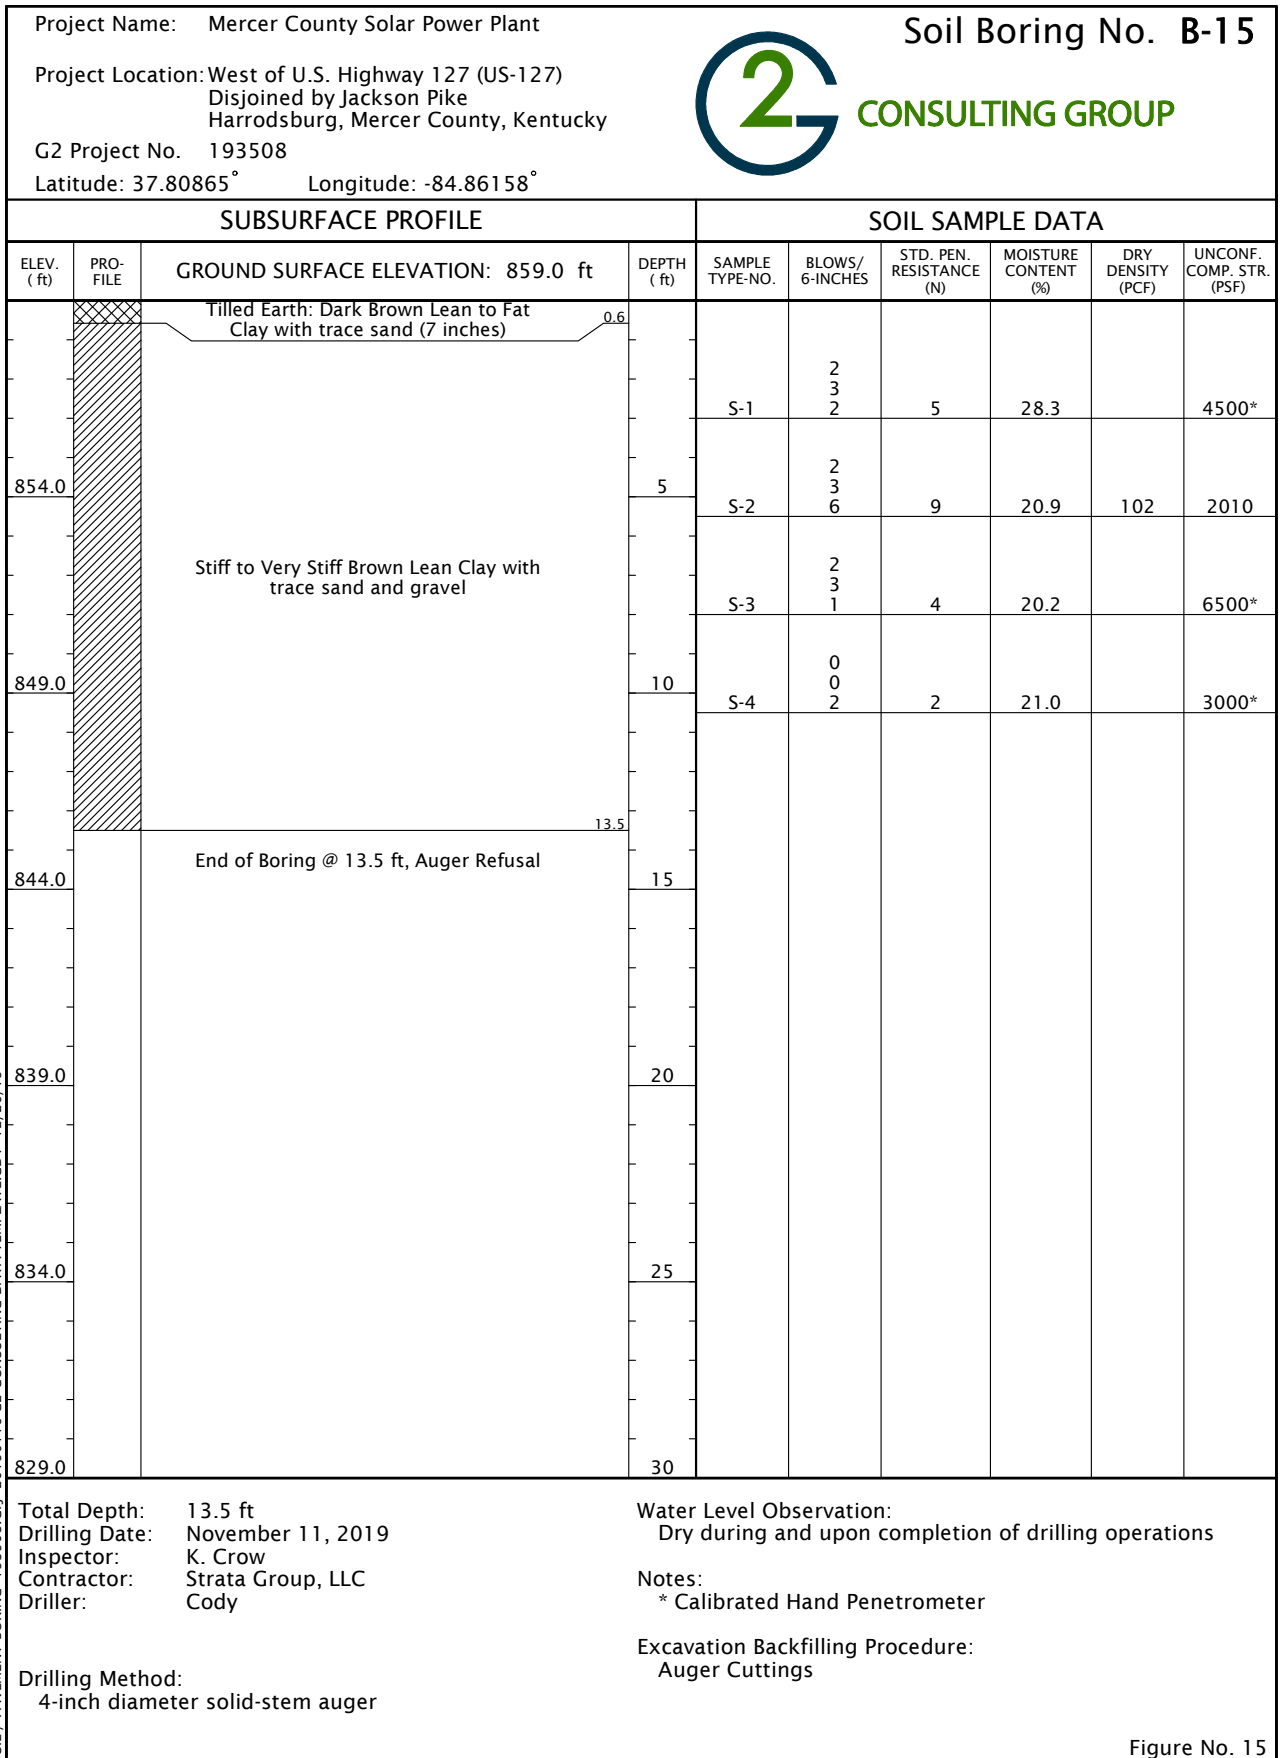 Project Name: Mercer County Solar Power Plant
Project Location: West of U.S. Highway 127 (US-127)
Disjoined by Jackson Pike
Harrodsburg, Mercer County, Kentucky
G2 Project No. 193508
Latitude: 37.80865° Longitude: -84.86158°
Soil Boring No. B-15
G2 CONSULTING GROUP
SUBSURFACE PROFILE
SOIL SAMPLE DATA
ELEV. (ft)
PRO-FILE
GROUND SURFACE ELEVATION: 859.0 ft
DEPTH (ft)
SAMPLE TYPE-NO.
BLOWS/ 6-INCHES
STD. PEN. RESISTANCE (N)
MOISTURE CONTENT (%)
DRY DENSITY (PCF)
UNCONF. COMP. STR. (PSF)
Tilled Earth: Dark Brown Lean to Fat
Clay with trace sand (7 inches)
0.6
2
3
S-1 2 5 28.3 4500*
2
854.0 5 3
S-2 6 9 20.9 102 2010
Stiff to Very Stiff Brown Lean Clay with
trace sand and gravel
2
3
S-3 1 4 20.2 6500*
0
849.0 10 0
S-4 2 2 21.0 3000*
13.5
End of Boring @ 13.5 ft, Auger Refusal
844.0 15
839.0 20
834.0 25
829.0 30
Total Depth: 13.5 ft
Drilling Date: November 11, 2019
Inspector: K. Crow
Contractor: Strata Group, LLC
Driller: Cody
Drilling Method:
4-inch diameter solid-stem auger
Water Level Observation:
Dry during and upon completion of drilling operations
Notes:
* Calibrated Hand Penetrometer
Excavation Backfilling Procedure:
Auger Cuttings
Figure No. 15